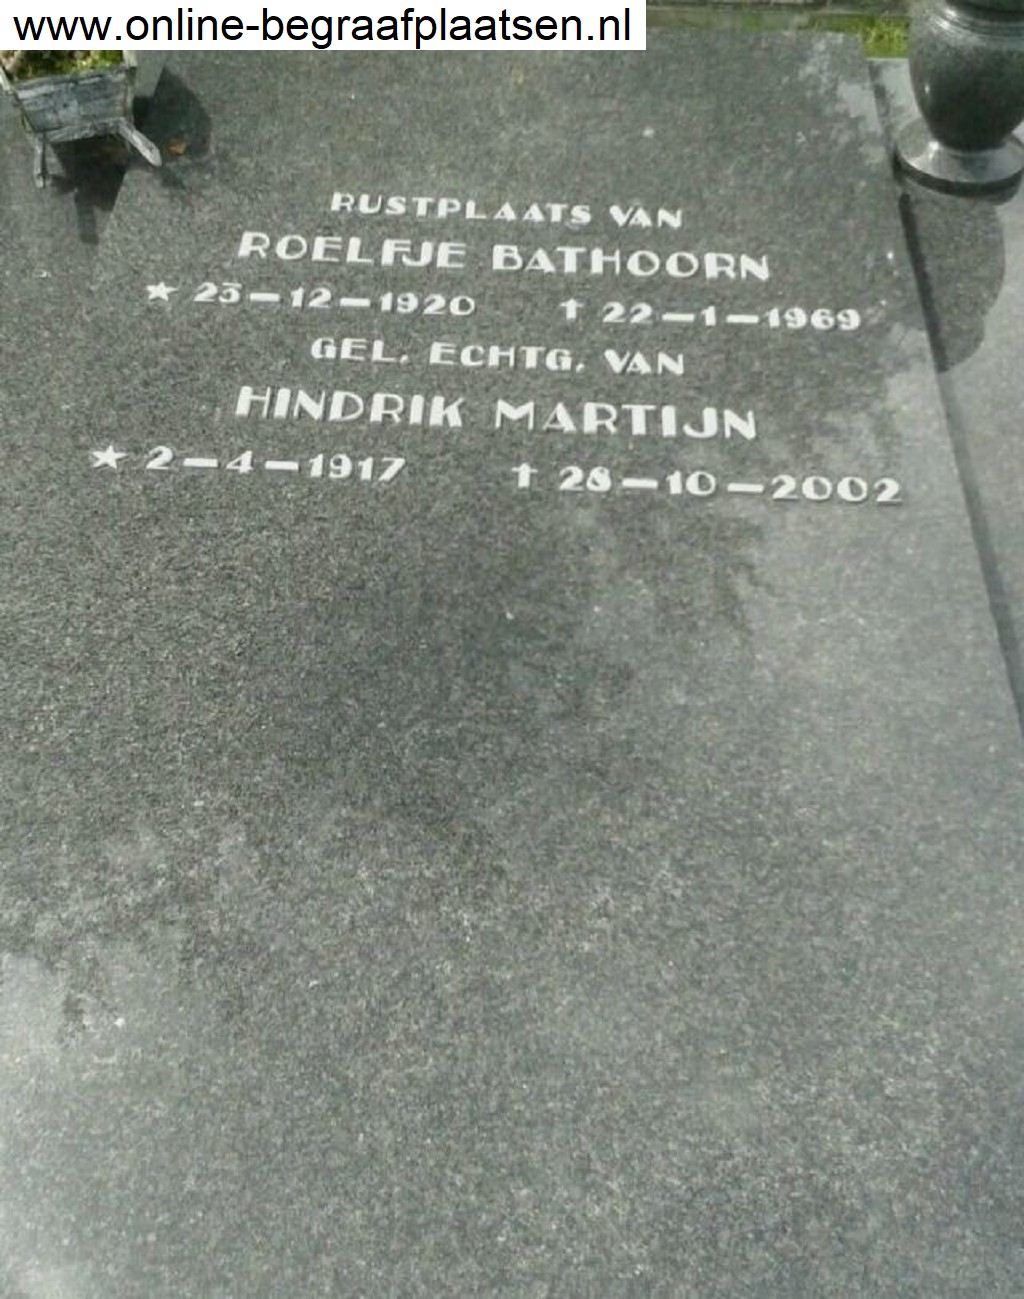 www.online-begraafplaatsen.nl
RUSTPLAATS VAN
ROELFJE BATHOORN
★ 23-12-1920 † 22-1-1969
GEL. ECHTG. VAN
HINDRIK MARTIJN
★ 2-4-1917 † 28-10-2002